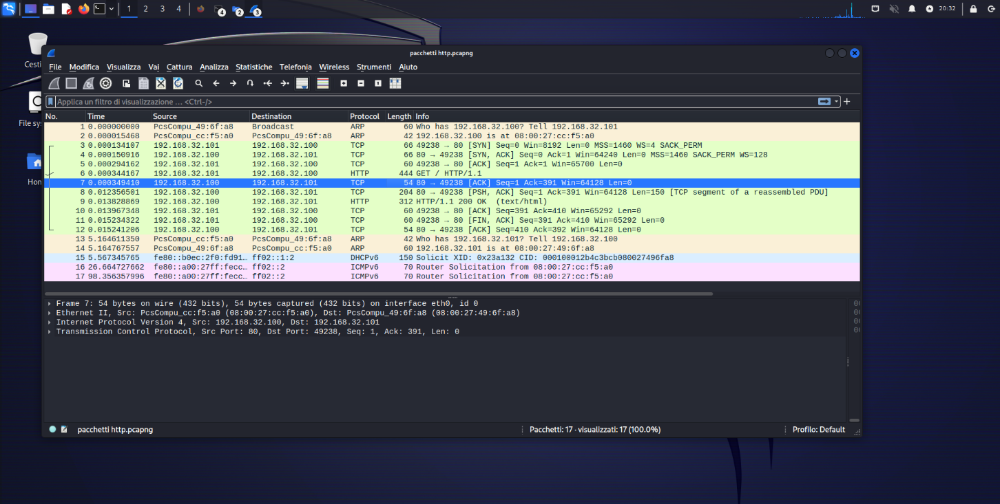 1 2 3 4 4 2 3 20:32
Cesti
File sy
Hon
pacchetti http.pcapng
File Modifica Visualizza Vai Cattura Analizza Statistiche Telefonia Wireless Strumenti Aiuto
Applica un filtro di visualizzazione … <Ctrl-/>
No. Time Source Destination Protocol Length Info
1 0.000000000 PcsCompu_49:6f:a8 Broadcast ARP 60 Who has 192.168.32.100? Tell 192.168.32.101
2 0.000015468 PcsCompu_cc:f5:a0 PcsCompu_49:6f:a8 ARP 42 192.168.32.100 is at 08:00:27:cc:f5:a0
3 0.000134107 192.168.32.101 192.168.32.100 TCP 66 49238 → 80 [SYN] Seq=0 Win=8192 Len=0 MSS=1460 WS=4 SACK_PERM
4 0.000150916 192.168.32.100 192.168.32.101 TCP 66 80 → 49238 [SYN, ACK] Seq=0 Ack=1 Win=64240 Len=0 MSS=1460 SACK_PERM WS=128
5 0.000294162 192.168.32.101 192.168.32.100 TCP 60 49238 → 80 [ACK] Seq=1 Ack=1 Win=65700 Len=0
6 0.000344167 192.168.32.101 192.168.32.100 HTTP 444 GET / HTTP/1.1
7 0.000349410 192.168.32.100 192.168.32.101 TCP 54 80 → 49238 [ACK] Seq=1 Ack=391 Win=64128 Len=0
8 0.012356501 192.168.32.100 192.168.32.101 TCP 204 80 → 49238 [PSH, ACK] Seq=1 Ack=391 Win=64128 Len=150 [TCP segment of a reassembled PDU]
9 0.013828869 192.168.32.100 192.168.32.101 HTTP 312 HTTP/1.1 200 OK (text/html)
10 0.013967348 192.168.32.101 192.168.32.100 TCP 60 49238 → 80 [ACK] Seq=391 Ack=410 Win=65292 Len=0
11 0.015234322 192.168.32.101 192.168.32.100 TCP 60 49238 → 80 [FIN, ACK] Seq=391 Ack=410 Win=65292 Len=0
12 0.015241206 192.168.32.100 192.168.32.101 TCP 54 80 → 49238 [ACK] Seq=410 Ack=392 Win=64128 Len=0
13 5.164611350 PcsCompu_cc:f5:a0 PcsCompu_49:6f:a8 ARP 42 Who has 192.168.32.101? Tell 192.168.32.100
14 5.164767557 PcsCompu_49:6f:a8 PcsCompu_cc:f5:a0 ARP 60 192.168.32.101 is at 08:00:27:49:6f:a8
15 5.567345765 fe80::b0ec:2f0:fd91… ff02::1:2 DHCPv6 150 Solicit XID: 0x23a132 CID: 000100012b4c3bcb080027496fa8
16 26.664727662 fe80::a00:27ff:fecc… ff02::2 ICMPv6 70 Router Solicitation from 08:00:27:cc:f5:a0
17 98.356357996 fe80::a00:27ff:fecc… ff02::2 ICMPv6 70 Router Solicitation from 08:00:27:cc:f5:a0
Frame 7: 54 bytes on wire (432 bits), 54 bytes captured (432 bits) on interface eth0, id 0
Ethernet II, Src: PcsCompu_cc:f5:a0 (08:00:27:cc:f5:a0), Dst: PcsCompu_49:6f:a8 (08:00:27:49:6f:a8)
Internet Protocol Version 4, Src: 192.168.32.100, Dst: 192.168.32.101
Transmission Control Protocol, Src Port: 80, Dst Port: 49238, Seq: 1, Ack: 391, Len: 0
pacchetti http.pcapng Pacchetti: 17 · visualizzati: 17 (100.0%) Profilo: Default